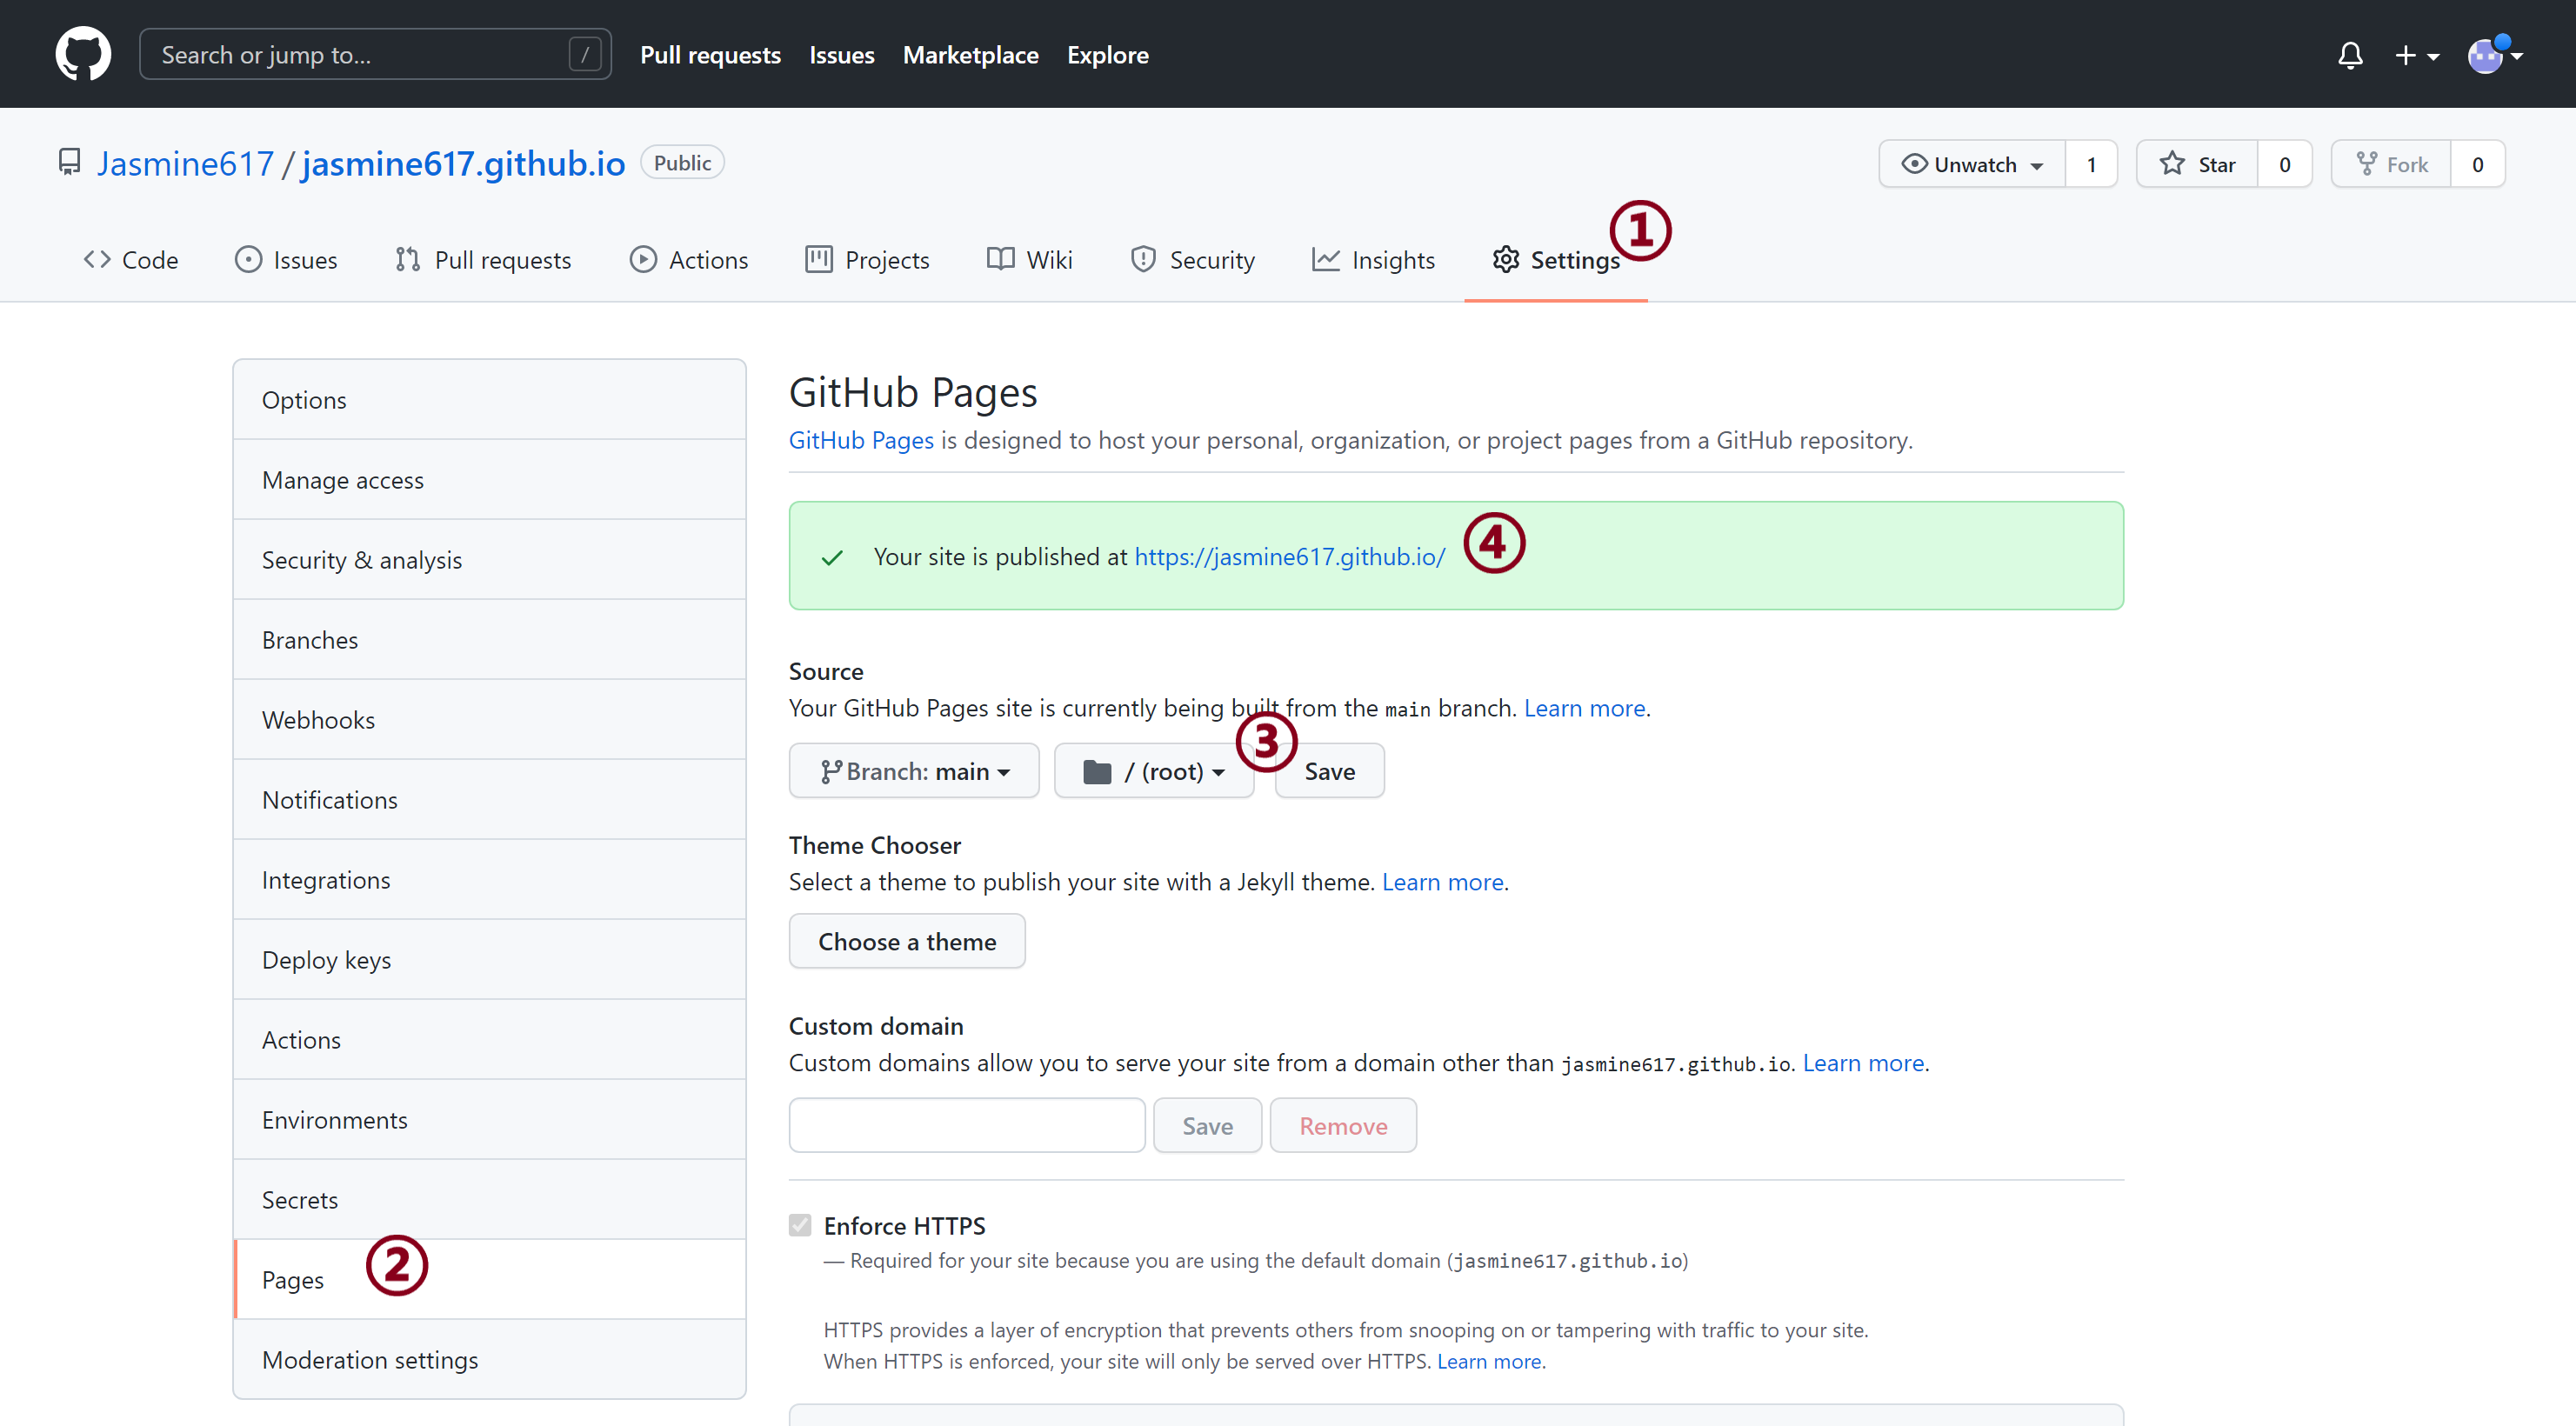 Search or jump to... / Pull requests Issues Marketplace Explore
Jasmine617 / jasmine617.github.io Public Unwatch 1 Star 0 Fork 0
Code Issues Pull requests Actions Projects Wiki Security Insights Settings ①
Options
Manage access
Security & analysis
Branches
Webhooks
Notifications
Integrations
Deploy keys
Actions
Environments
Secrets
Pages ②
Moderation settings
GitHub Pages
GitHub Pages is designed to host your personal, organization, or project pages from a GitHub repository.
Your site is published at https://jasmine617.github.io/ ④
Source
Your GitHub Pages site is currently being built from the main branch. Learn more.
Branch: main / (root) ③ Save
Theme Chooser
Select a theme to publish your site with a Jekyll theme. Learn more.
Choose a theme
Custom domain
Custom domains allow you to serve your site from a domain other than jasmine617.github.io. Learn more.
Save Remove
Enforce HTTPS
— Required for your site because you are using the default domain (jasmine617.github.io)
HTTPS provides a layer of encryption that prevents others from snooping on or tampering with traffic to your site.
When HTTPS is enforced, your site will only be served over HTTPS. Learn more.